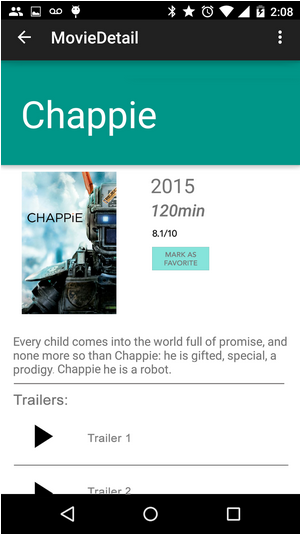 2:08
MovieDetail
Chappie
CHAPPiE
2015
120min
8.1/10
MARK AS
FAVORITE
Every child comes into the world full of promise, and
none more so than Chappie: he is gifted, special, a
prodigy. Chappie he is a robot.
Trailers:
Trailer 1
Trailer 2